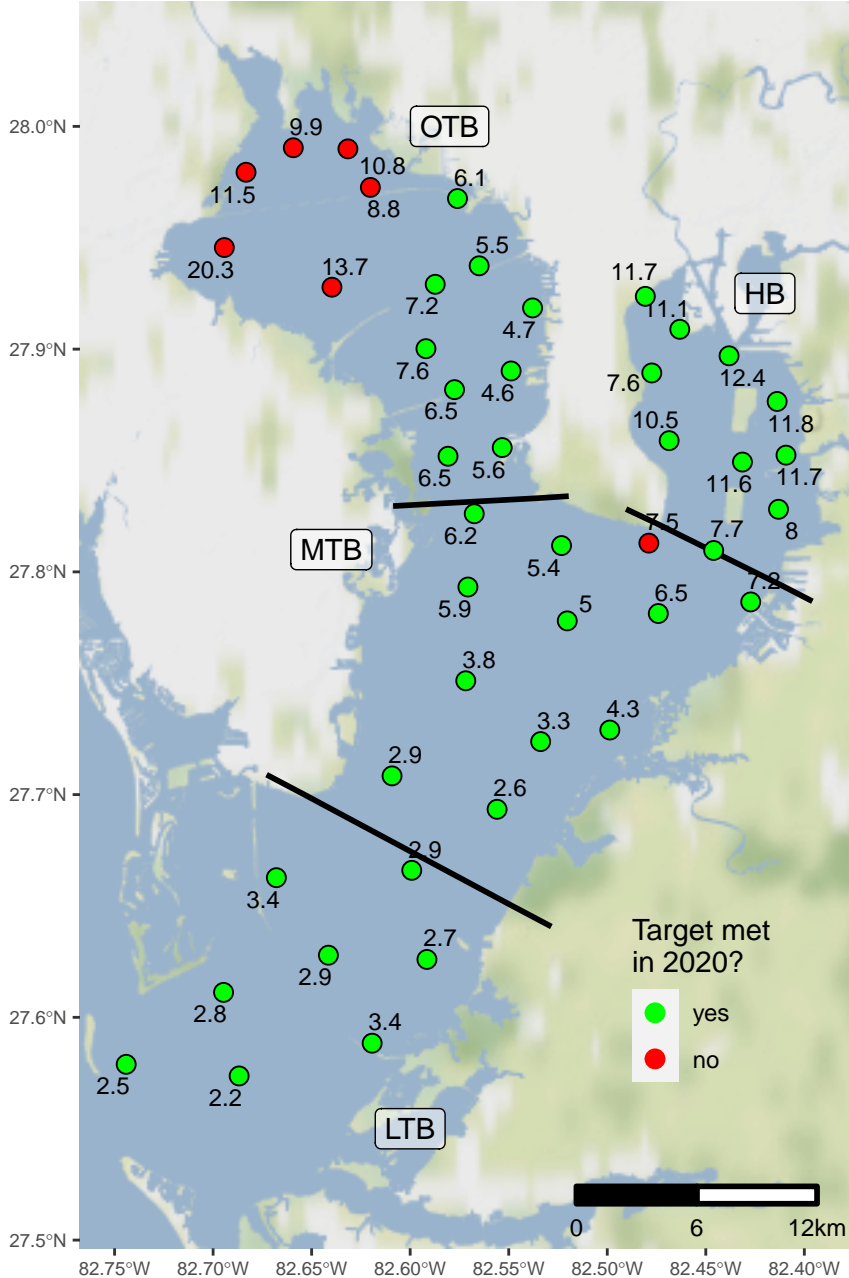 28.0°N
27.9°N
27.8°N
27.7°N
27.6°N
27.5°N
OTB
9.9
10.8
11.5
8.8
6.1
20.3
13.7
5.5
7.2
4.7
11.7
HB
11.1
7.6
4.6
7.6
12.4
6.5
11.8
10.5
6.5
5.6
11.6
11.7
MTB
6.2
7.5
7.7
8
5.4
5.9
5
6.5
7.2
3.8
3.3
4.3
2.9
2.6
2.9
3.4
2.9
2.7
Target met
in 2020?
yes
no
2.8
3.4
2.5
2.2
LTB
0 6 12km
82.75°W 82.70°W 82.65°W 82.60°W 82.55°W 82.50°W 82.45°W 82.40°W